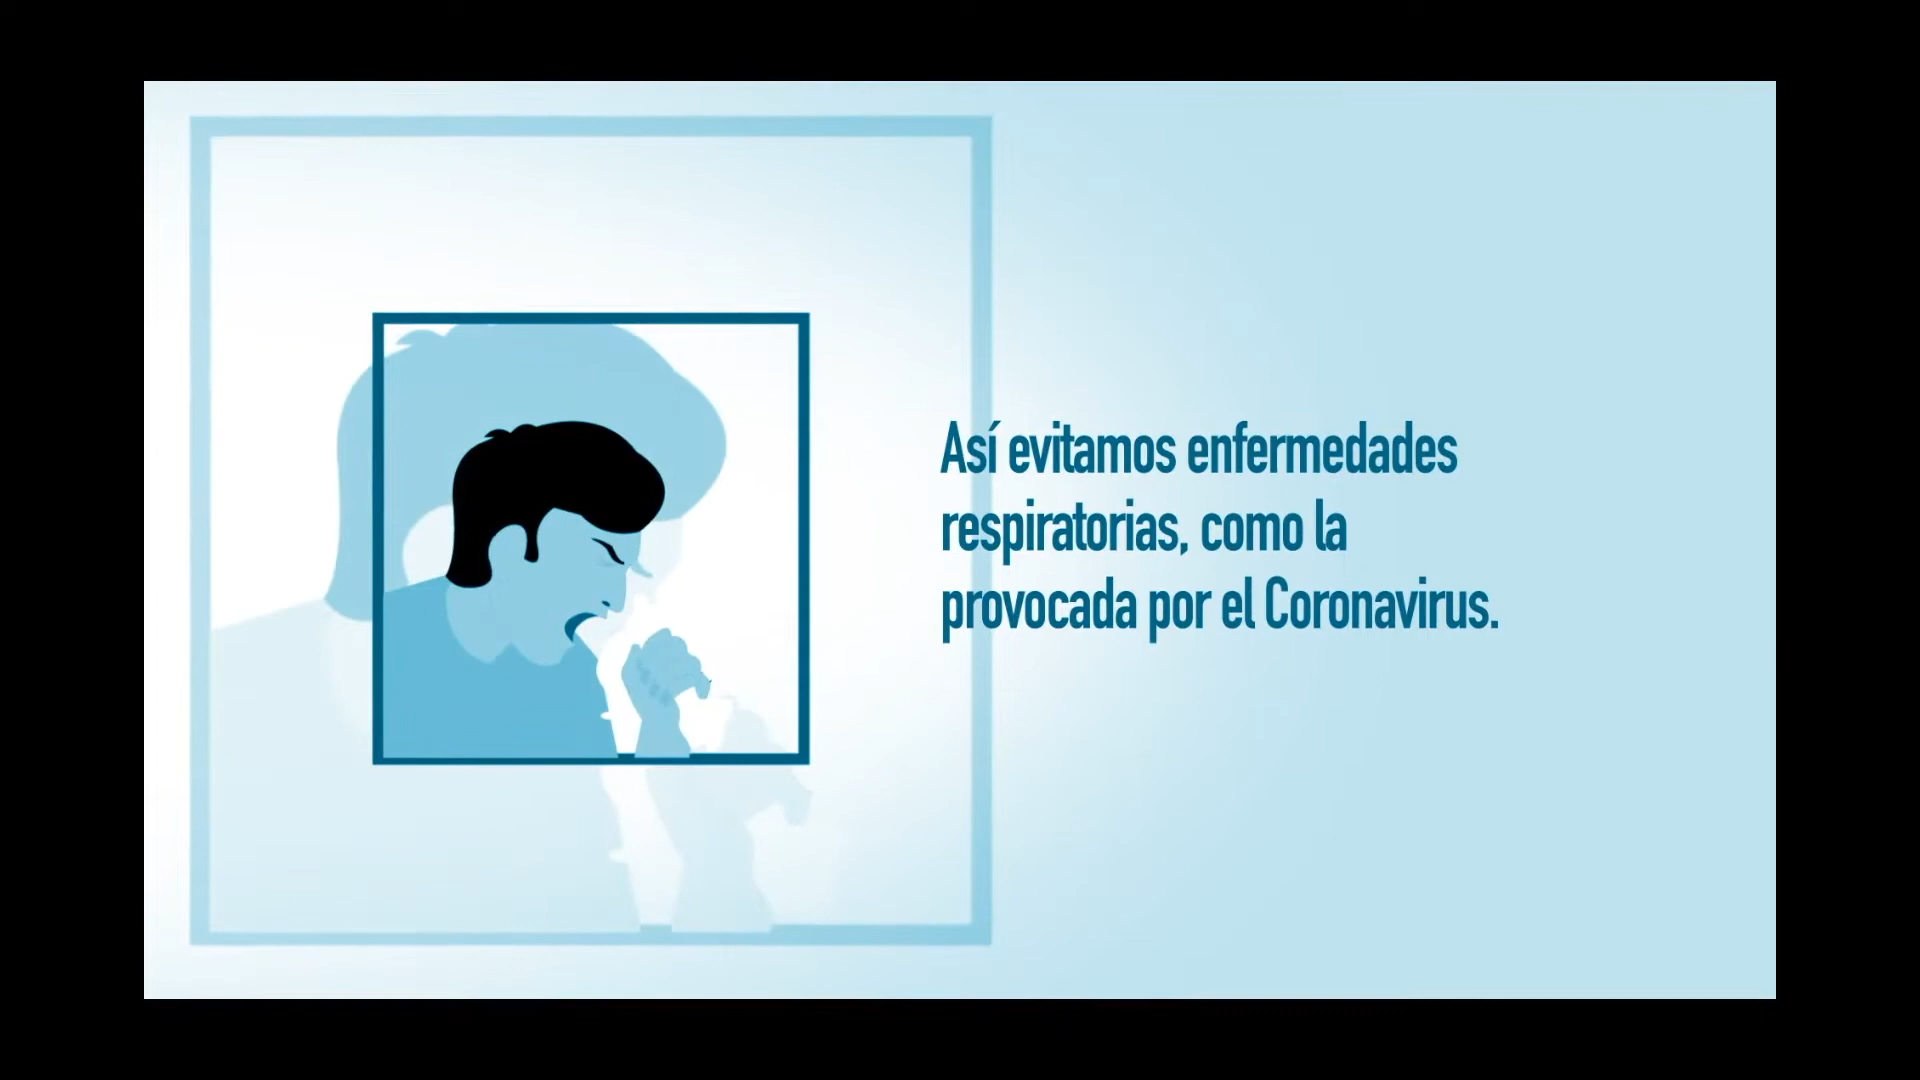 Así evitamos enfermedades
respiratorias, como la
provocada por el Coronavirus.